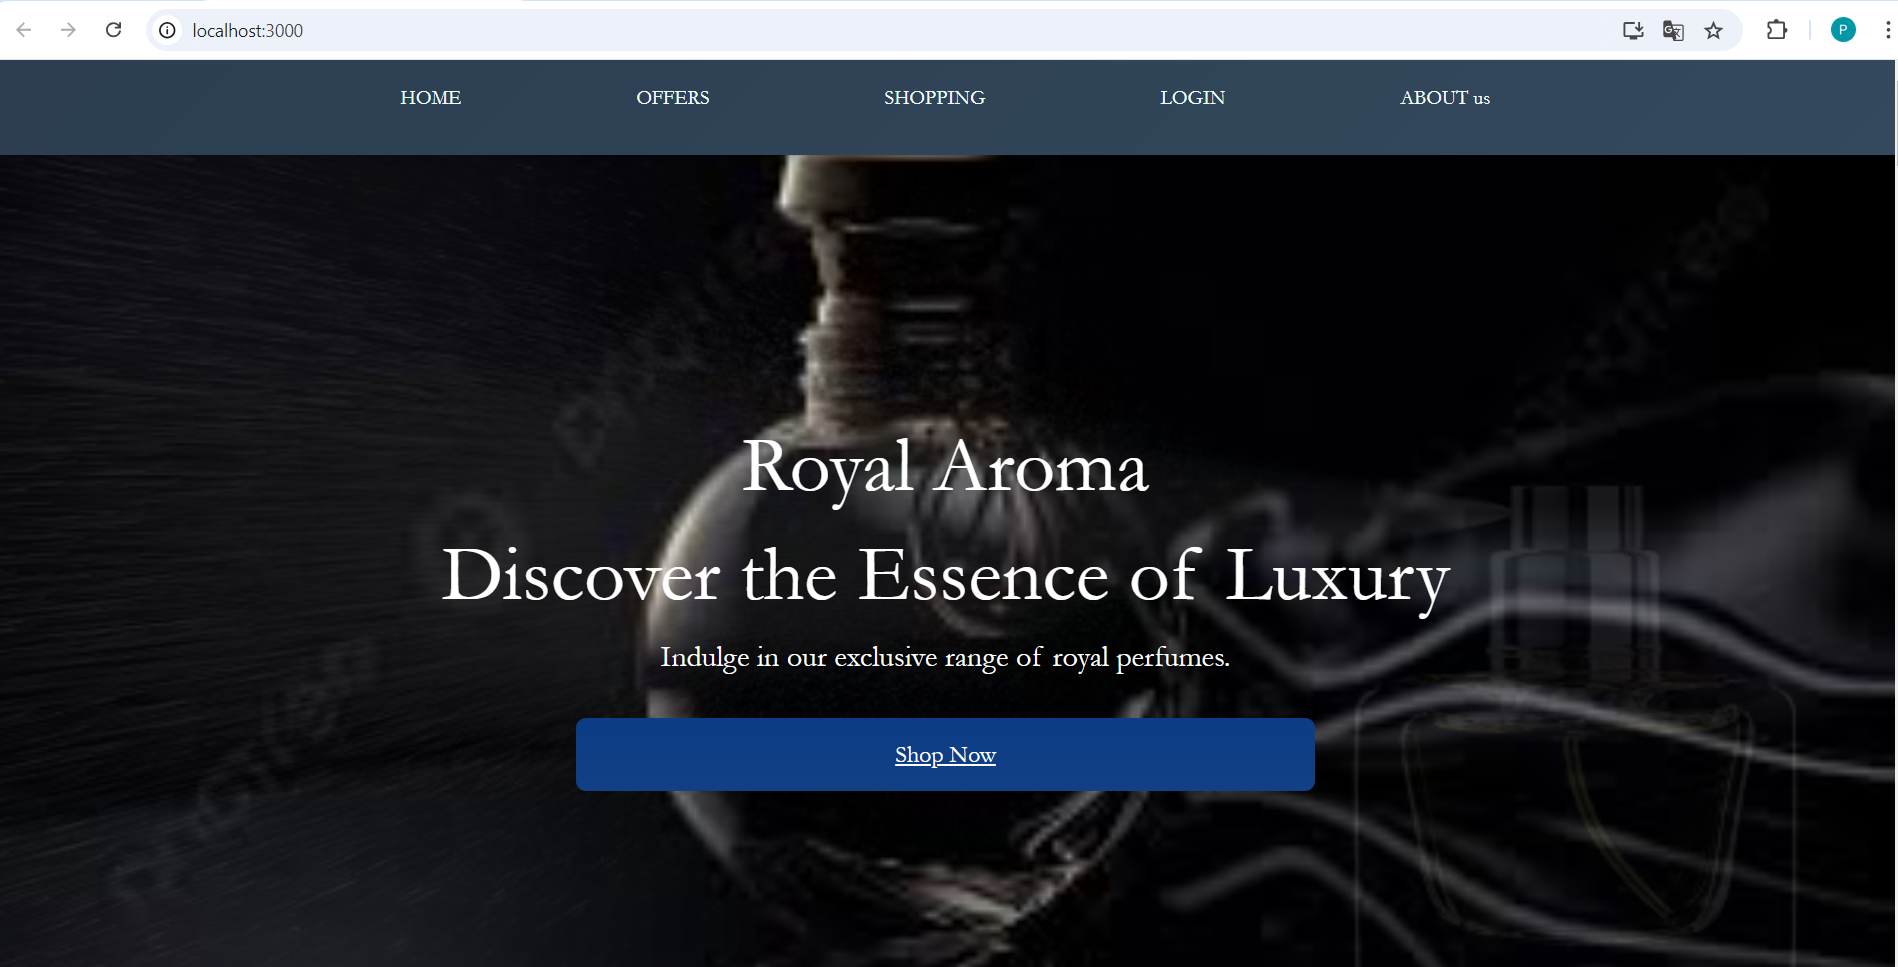 localhost:3000
P
HOME OFFERS SHOPPING LOGIN ABOUT us
Royal Aroma
Discover the Essence of Luxury
Indulge in our exclusive range of royal perfumes.
Shop Now